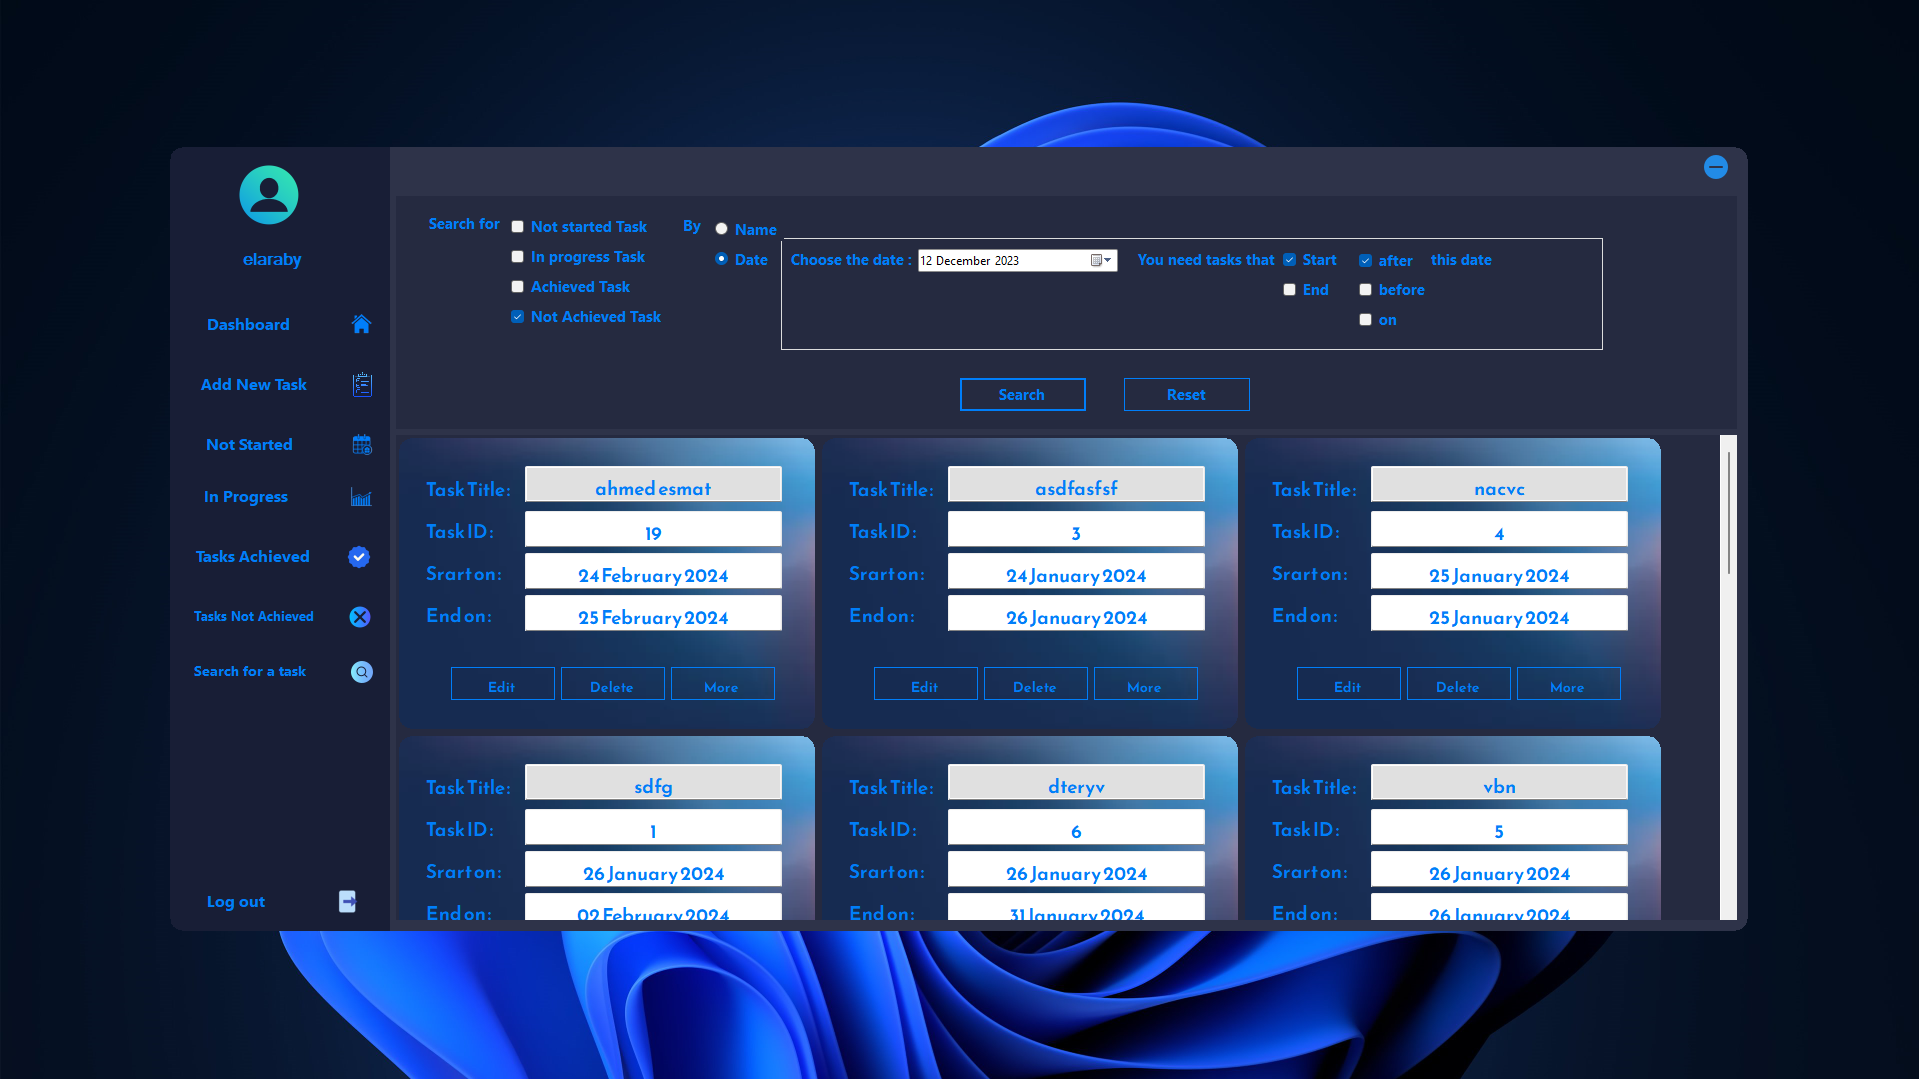 elaraby
Dashboard
Add New Task
Not Started
In Progress
Tasks Achieved
Tasks Not Achieved
Search for a task
Log out
Search for
Not started Task
In progress Task
Achieved Task
Not Achieved Task
By
Name
Date
Choose the date : 12 December 2023
You need tasks that Start after this date
End before
on
Search Reset
Task Title: ahmed esmat
Task ID: 19
Srart on: 24 February 2024
End on: 25 February 2024
Edit Delete More
Task Title: asdfasfsf
Task ID: 3
Srart on: 24 January 2024
End on: 26 January 2024
Edit Delete More
Task Title: nacvc
Task ID: 4
Srart on: 25 January 2024
End on: 25 January 2024
Edit Delete More
Task Title: sdfg
Task ID: 1
Srart on: 26 January 2024
End on: 02 February 2024
Task Title: dteryv
Task ID: 6
Srart on: 26 January 2024
End on: 31 January 2024
Task Title: vbn
Task ID: 5
Srart on: 26 January 2024
End on: 26 January 2024